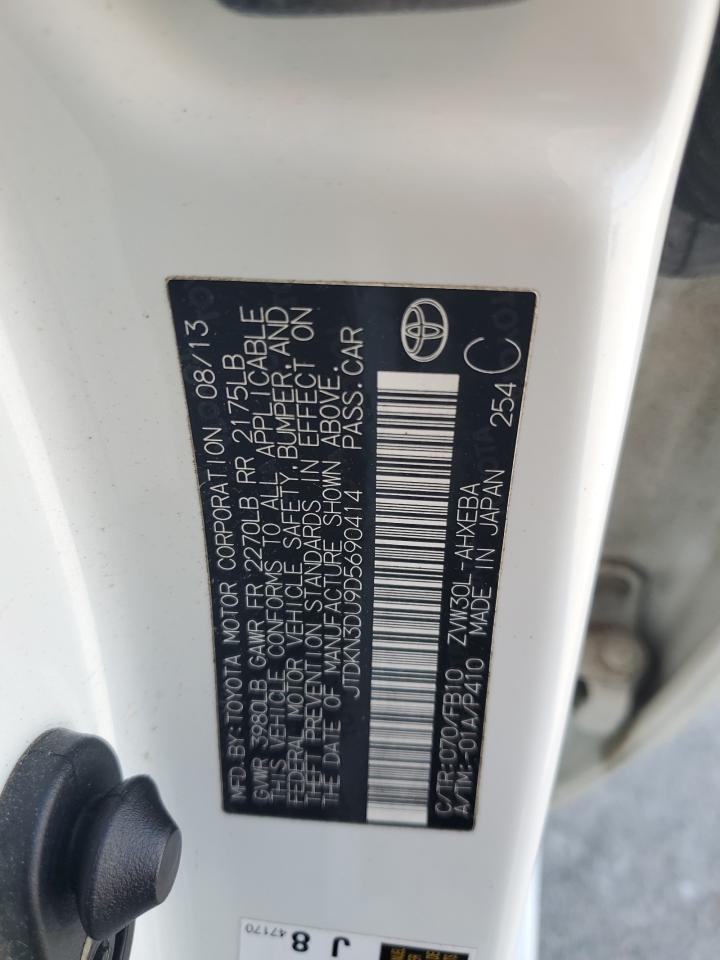 MFD.BY:TOYOTA MOTOR CORPORATION 08/13
GVWR 3980LB GAWR FR 2270LB RR 2175LB
THIS VEHICLE CONFORMS TO ALL APPLICABLE
FEDERAL MOTOR VEHICLE SAFETY, BUMPER, AND
THEFT PREVENTION STANDARDS IN EFFECT ON
THE DATE OF MANUFACTURE SHOWN ABOVE.
JTDKN3DU9D5690414 PASS.CAR
C/TR:070/FB10 ZVW30L-AHXEBA
A/TM:-01A/P410 MADE IN JAPAN 254 C
J 8
47170